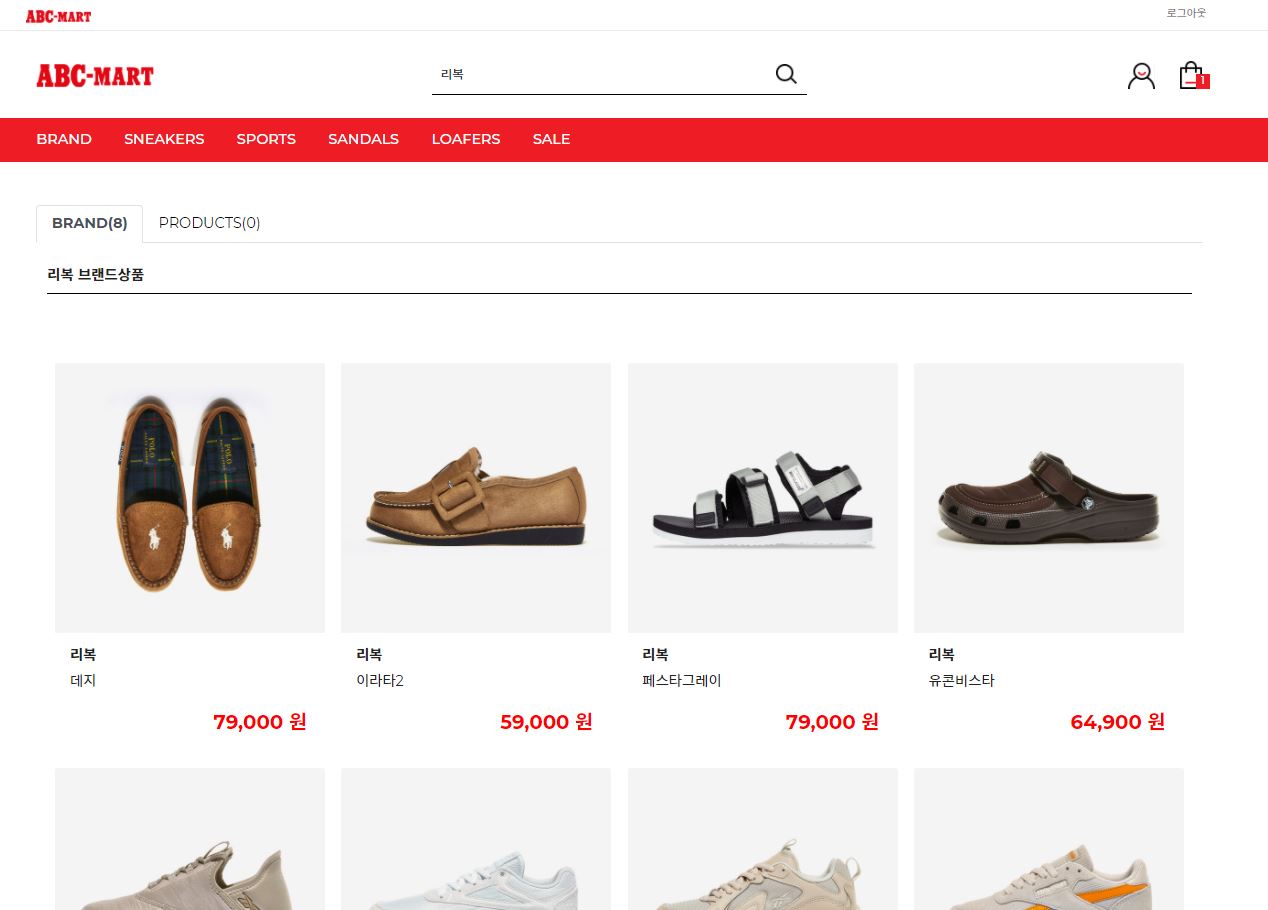 ABC-MART
로그아웃
ABC-MART
리복
1
BRAND SNEAKERS SPORTS SANDALS LOAFERS SALE
BRAND(8) PRODUCTS(0)
리복 브랜드상품
POLO POLO
리복 리복 리복 리복
데지 이라타2 페스타그레이 유콘비스타
79,000 원 59,000 원 79,000 원 64,900 원